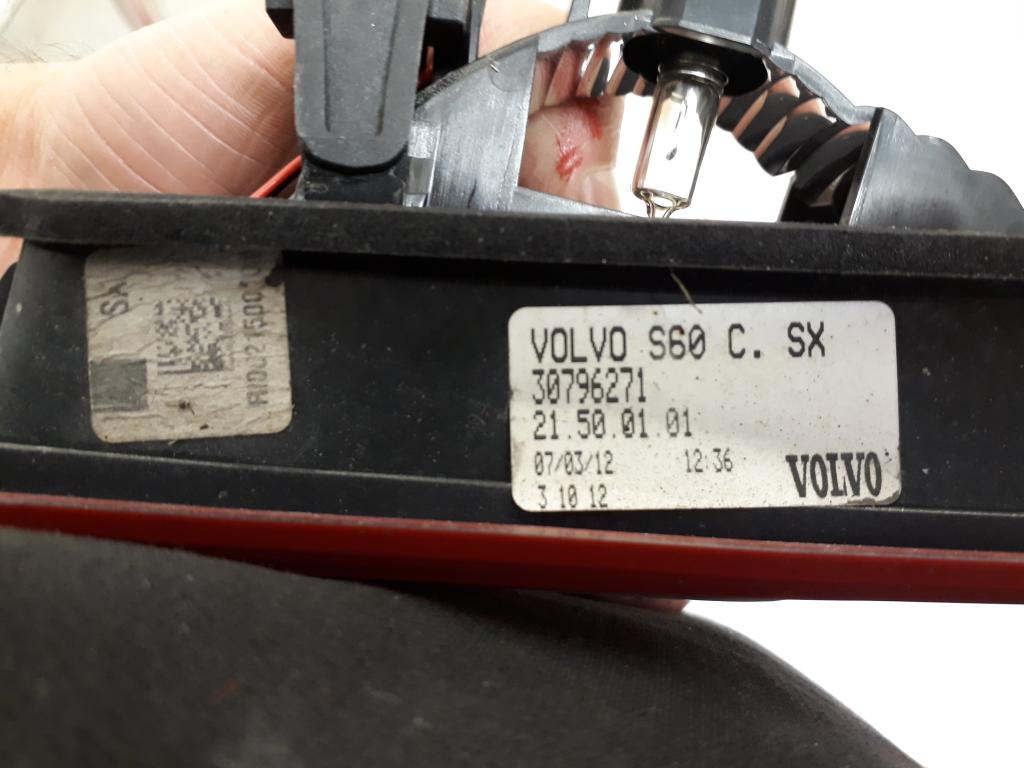 SX
VOLVO S60 C. SX
30796271
21.50.01 01
07/03/12 12:36
3 10 12
VOLVO